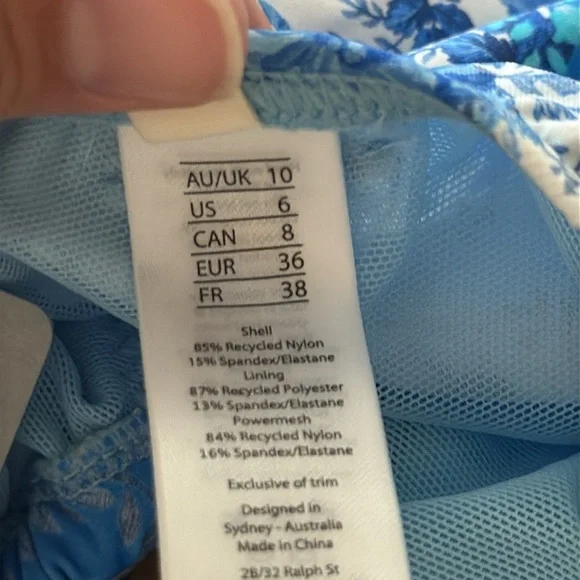 AU/UK 10
US 6
CAN 8
EUR 36
FR 38
Shell
85% Recycled Nylon
15% Spandex/Elastane
Lining
87% Recycled Polyester
13% Spandex/Elastane
Powermesh
84% Recycled Nylon
16% Spandex/Elastane
Exclusive of trim
Designed in
Sydney - Australia
Made in China
2B/32 Ralph St